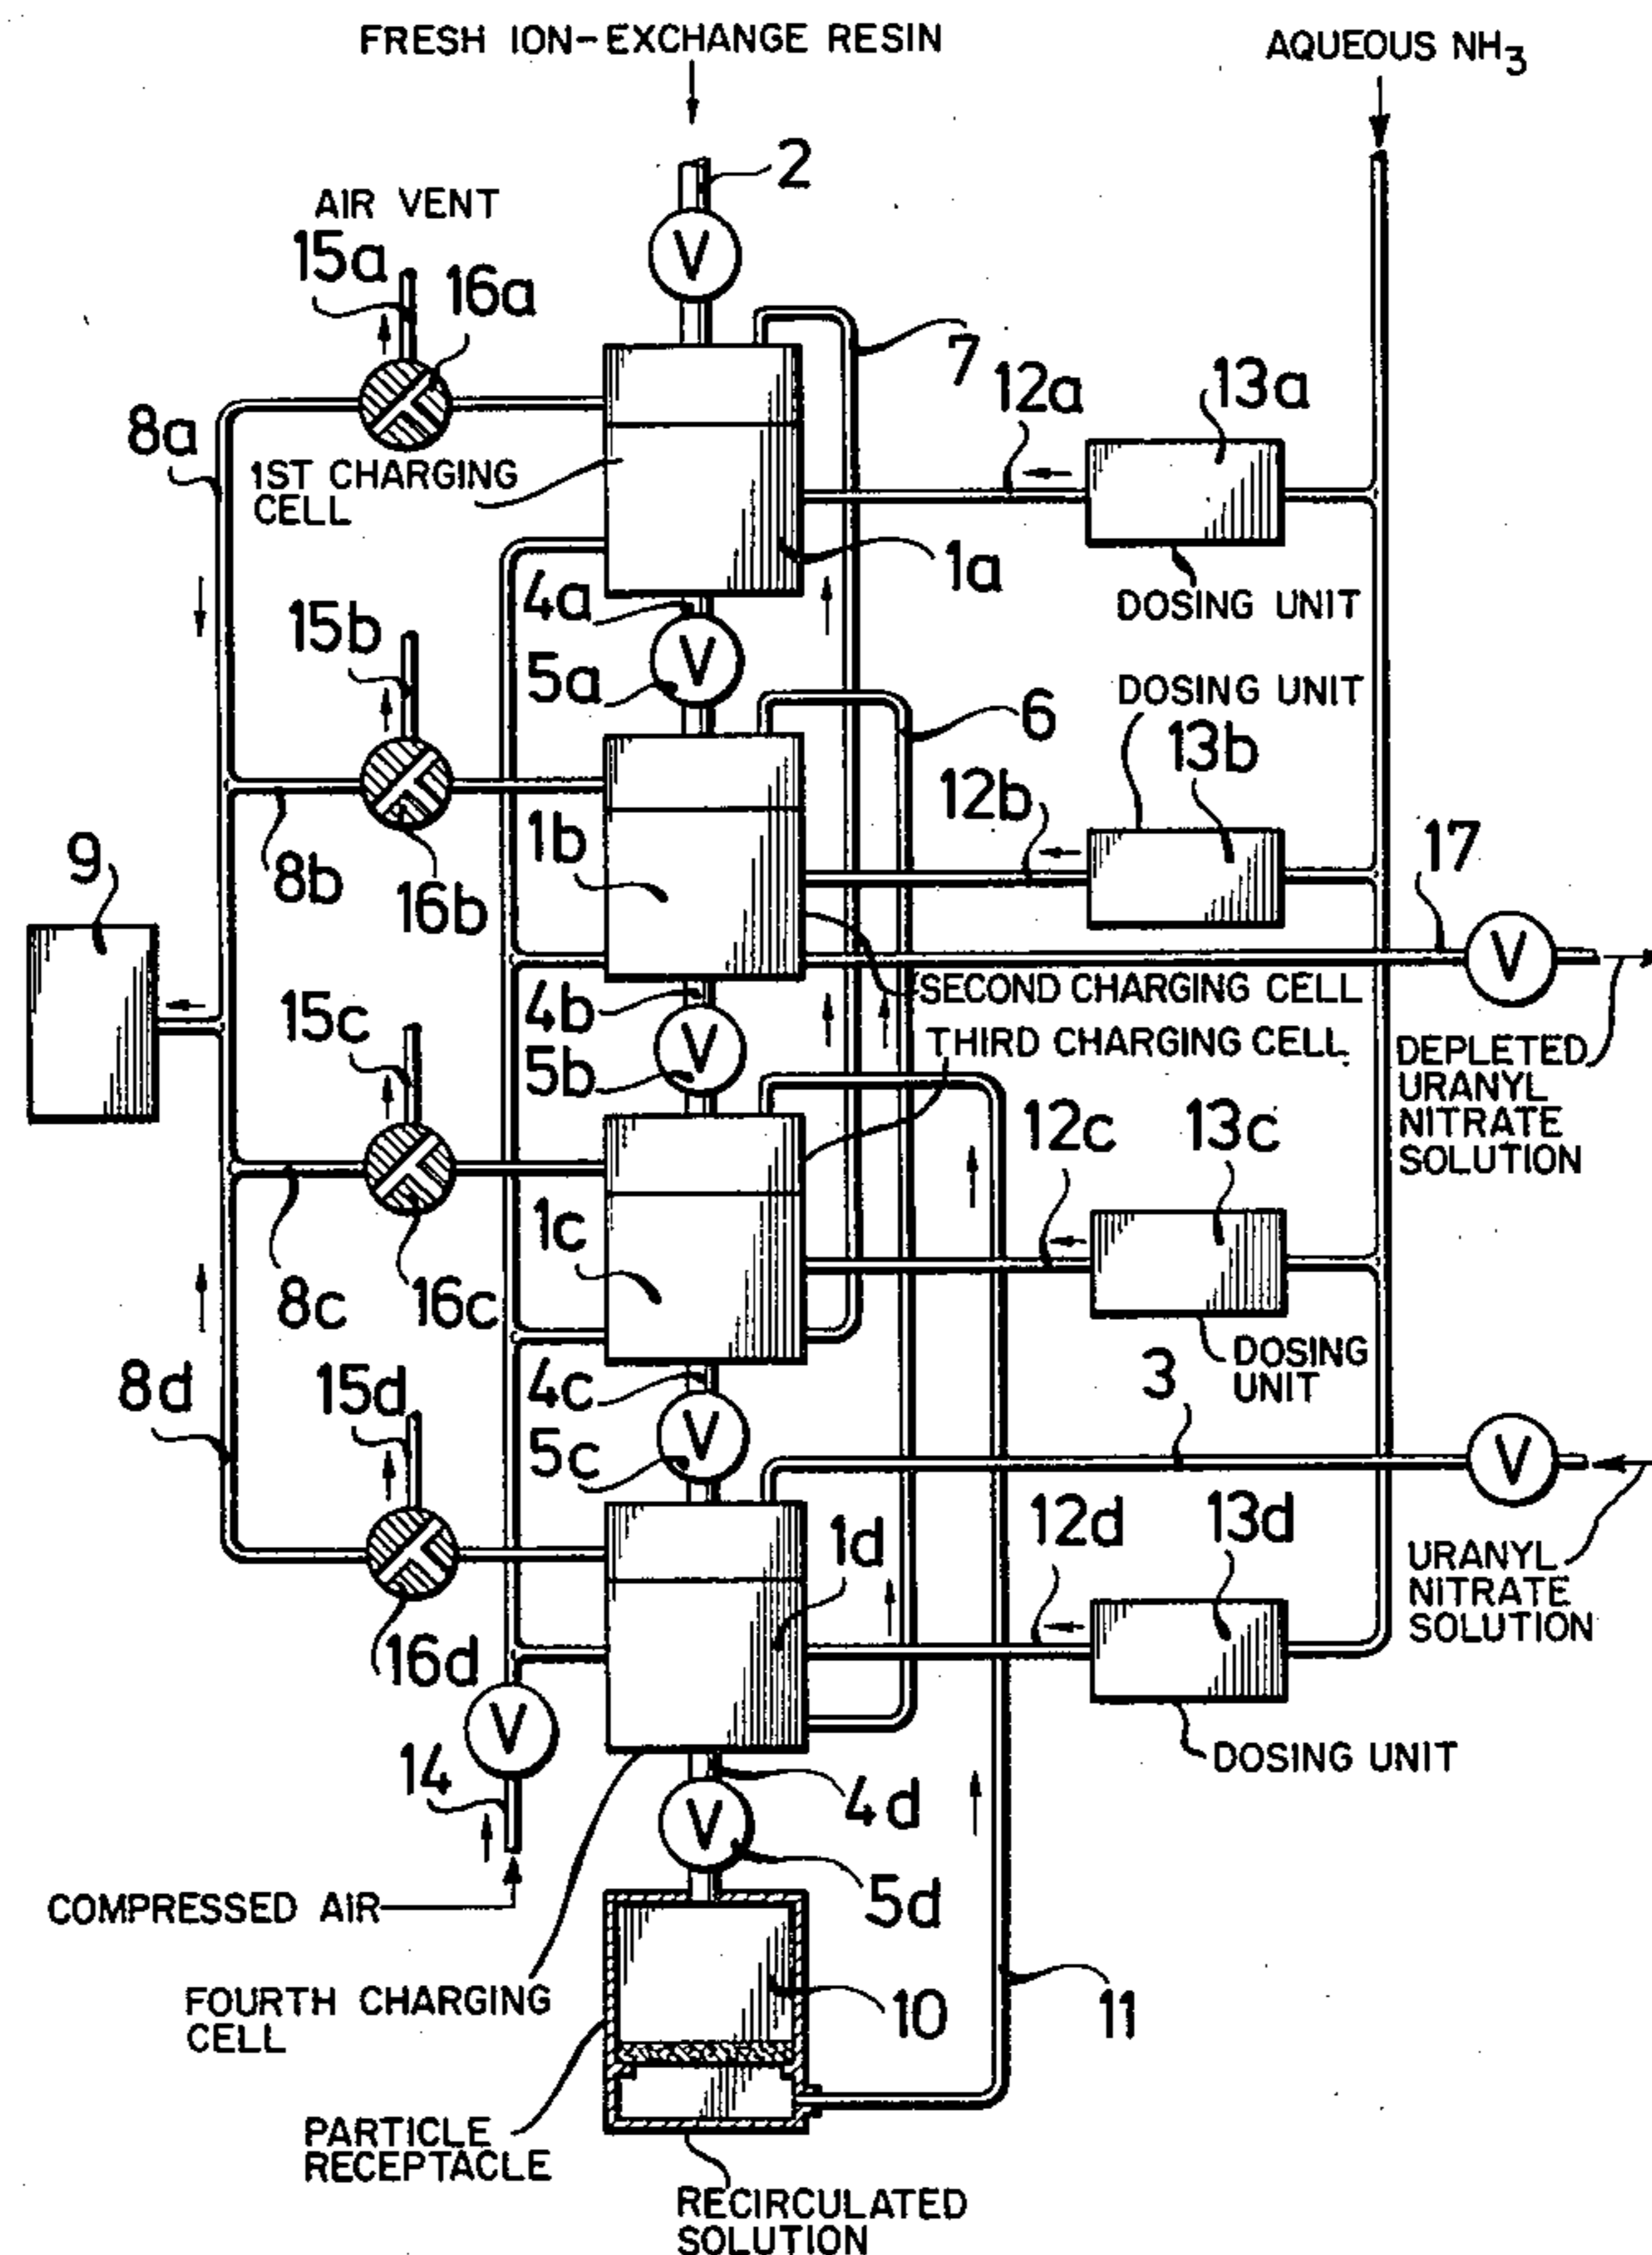 FRESH ION-EXCHANGE RESIN
AQUEOUS NH3
2
V
AIR VENT
15a
16a
7
12a
13a
8a
1ST CHARGING
CELL
1a
4a
DOSING UNIT
15b
V
5a
6
DOSING UNIT
13b
12b
1b
17
9
8b
16b
V
SECOND CHARGING CELL
4b
15c
THIRD CHARGING CELL
V
5b
DEPLETED
URANYL
NITRATE
SOLUTION
12c
13c
1c
8c
16c
DOSING
UNIT
3
8d
15d
4c
V
5c
V
12d
13d
1d
URANYL
NITRATE
SOLUTION
16d
V
14
DOSING UNIT
4d
V
5d
COMPRESSED AIR
FOURTH CHARGING
CELL
10
11
PARTICLE
RECEPTACLE
RECIRCULATED
SOLUTION